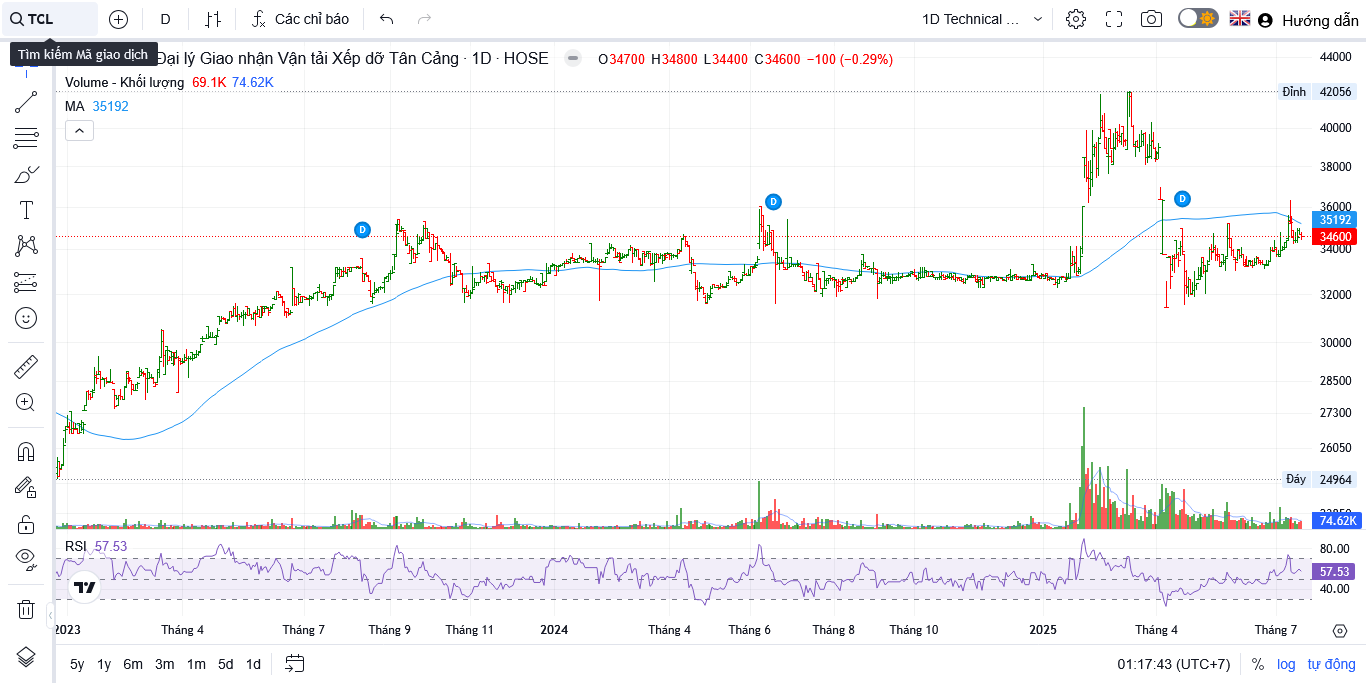 TCL
D
Các chỉ báo
1D Technical ...
Hướng dẫn
Tìm kiếm Mã giao dịch
Đại lý Giao nhận Vận tải Xếp dỡ Tân Cảng · 1D · HOSE
O34700 H34800 L34400 C34600 −100 (−0.29%)
Volume - Khối lượng 69.1K 74.62K
MA 35192
44000
Đỉnh 42056
40000
38000
36000
35192
34600
34000
32000
30000
28500
27300
26050
Đáy 24964
74.62K
D
D
D
RSI 57.53
80.00
57.53
40.00
2023 Tháng 4 Tháng 7 Tháng 9 Tháng 11 2024 Tháng 4 Tháng 6 Tháng 8 Tháng 10 2025 Tháng 4 Tháng 7
5y 1y 6m 3m 1m 5d 1d
01:17:43 (UTC+7) % log tự động